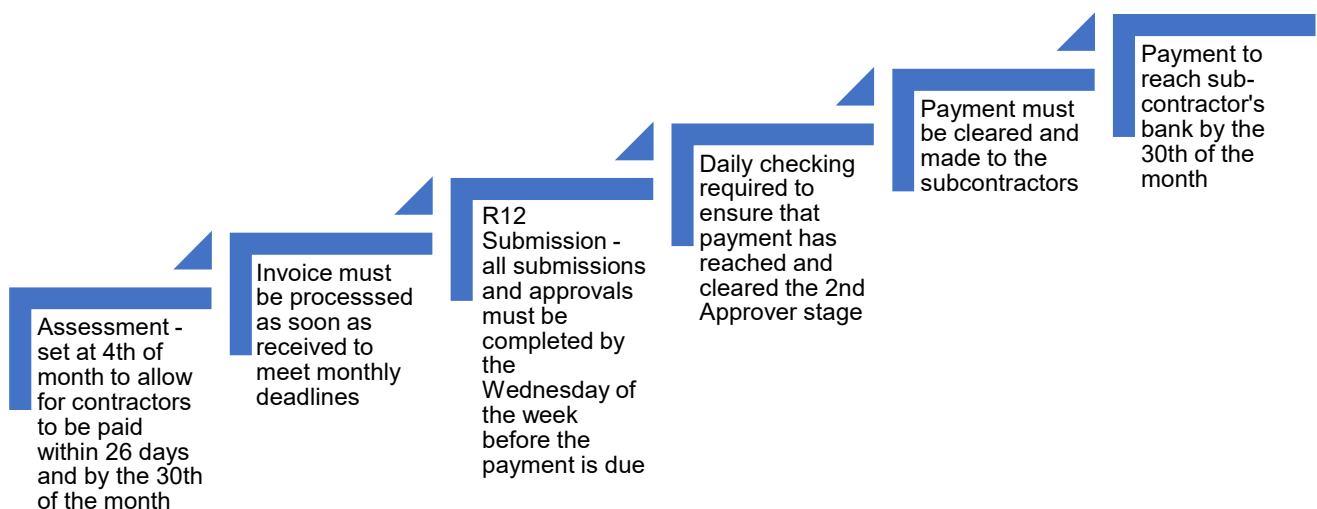 Assessment -
set at 4th of
month to allow
for contractors
to be paid
within 26 days
and by the 30th
of the month
Invoice must
be processsed
as soon as
received to
meet monthly
deadlines
R12
Submission -
all submissions
and approvals
must be
completed by
the
Wednesday of
the week
before the
payment is due
Daily checking
required to
ensure that
payment has
reached and
cleared the 2nd
Approver stage
Payment must
be cleared and
made to the
subcontractors
Payment to
reach sub-
contractor's
bank by the
30th of the
month